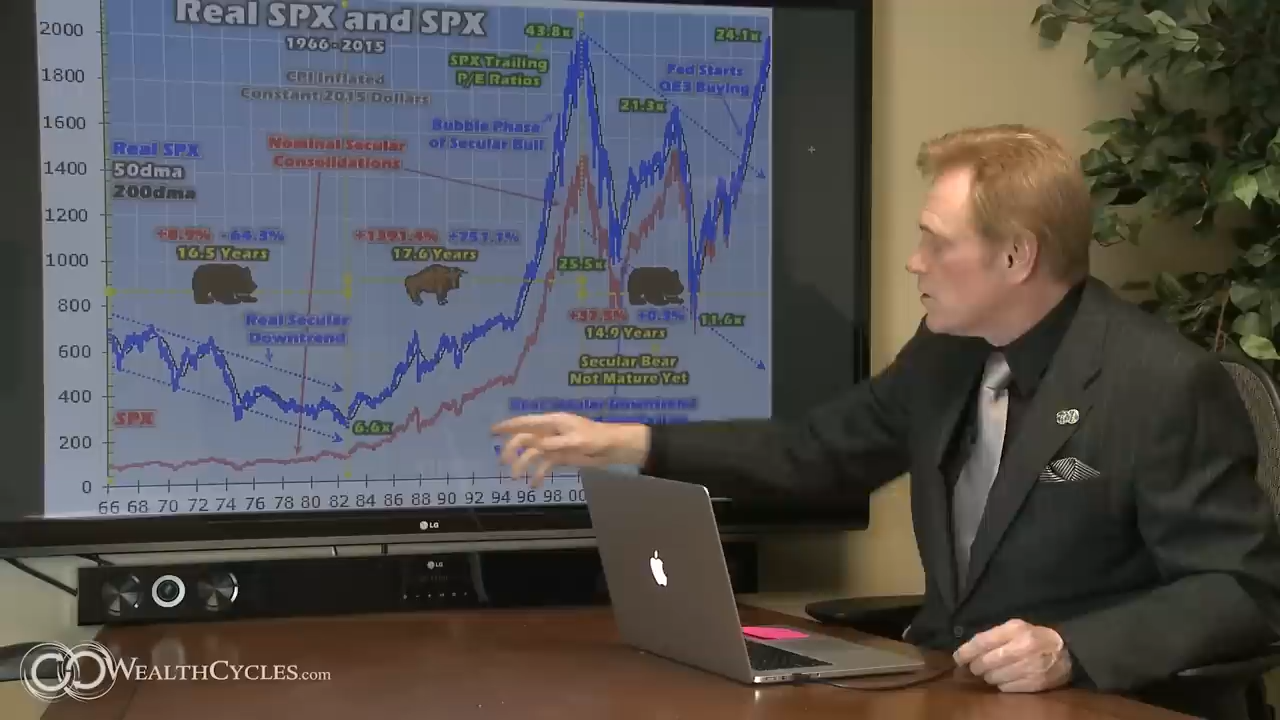 Real SPX and SPX
1966-2015
CPI Inflated
Constant 2015 Dollars
43.8x
SPX Trailing
P/E Ratios
24.1x
Fed Starts
QE3 Buying
21.3x
Bubble Phase
of Secular Bull
Nominal Secular
Consolidations
Real SPX
50dma
200dma
+8.9% -64.3%
16.5 Years
+1391.4% +751.1%
17.6 Years
25.5x
14.9 Years
11.6x
Secular Bear
Not Mature Yet
Real Secular
Downtrend
6.6x
SPX
2000
1800
1600
1400
1200
1000
800
600
400
200
0
66 68 70 72 74 76 78 80 82 84 86 88 90 92 94 96 98 00
LG
LG
WEALTHCYCLES.com